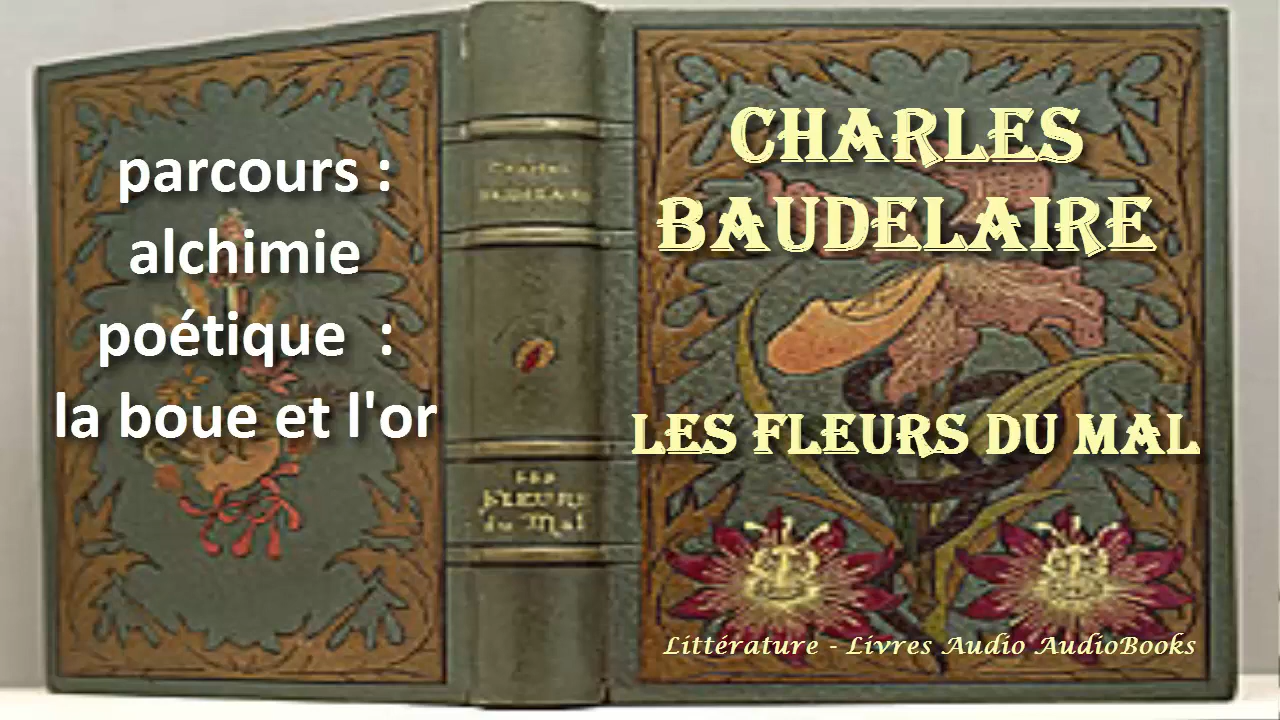 parcours :
alchimie
poétique :
la boue et l'or
Charles
BAUDELAIRE
LES
FLEURS
du Mal
CHARLES
BAUDELAIRE
LES FLEURS DU MAL
Littérature - Livres Audio AudioBooks